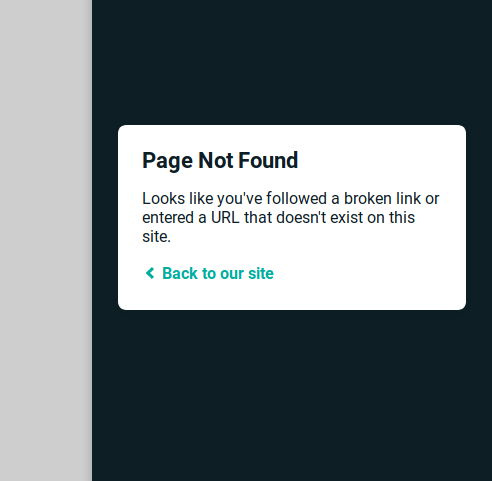 Page Not Found
Looks like you've followed a broken link or
entered a URL that doesn't exist on this
site.
Back to our site